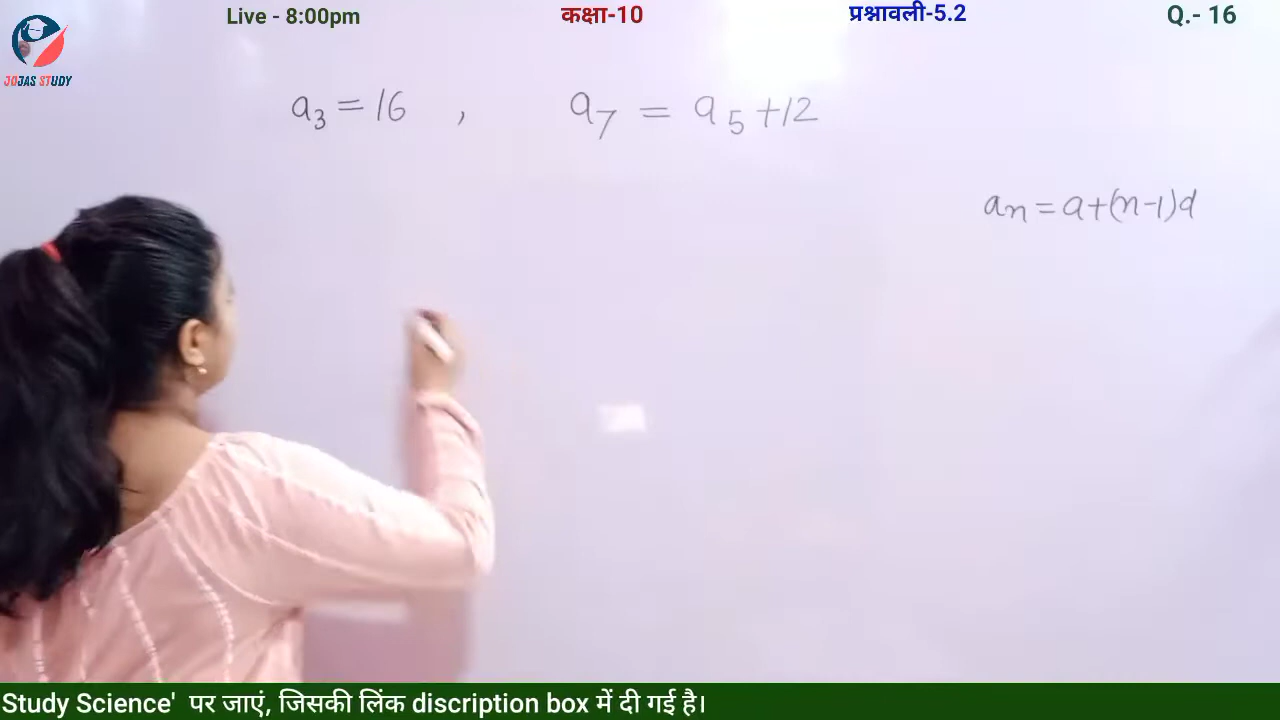 Live - 8:00pm कक्षा-10 प्रश्नावली-5.2 Q.- 16
JOJAS STUDY
a₃ = 16 , a₇ = a₅ + 12
aₙ = a + (n-1)d
Study Science' पर जाएं, जिसकी लिंक discription box में दी गई है।